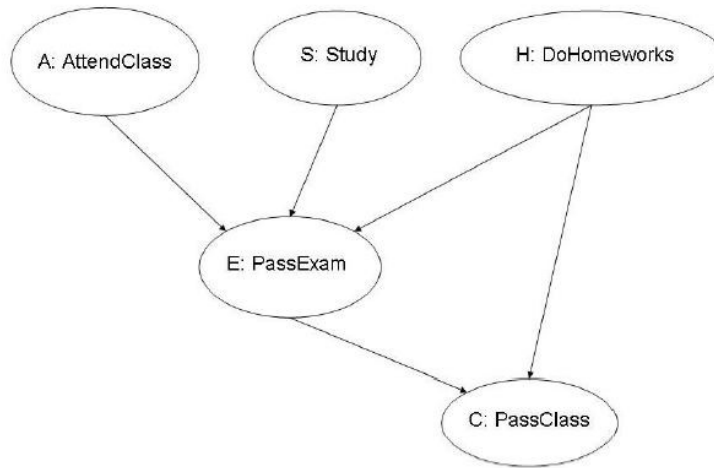 A: AttendClass
S: Study
H: DoHomeworks
E: PassExam
C: PassClass